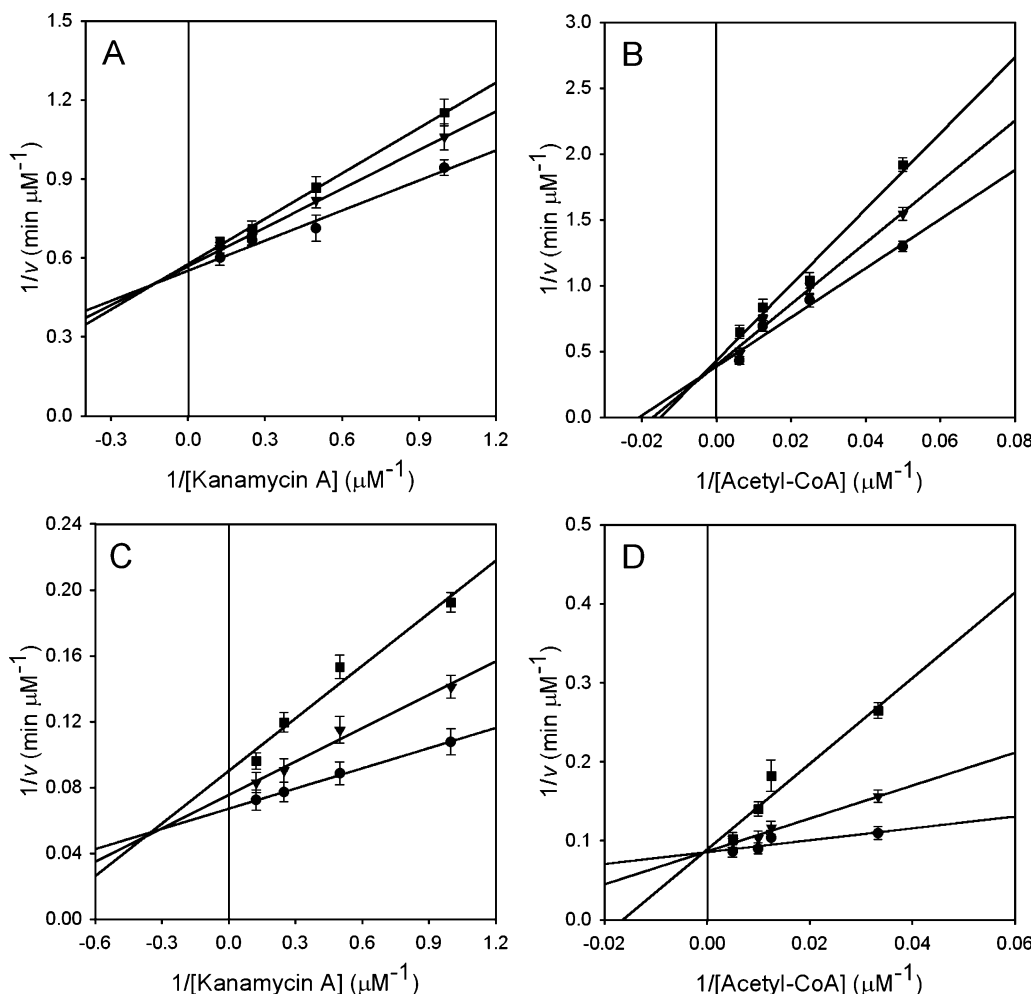 A
1/v (min μM⁻¹)
1.5
1.2
0.9
0.6
0.3
0.0
-0.3 0.0 0.3 0.6 0.9 1.2
1/[Kanamycin A] (μM⁻¹)
B
1/v (min μM⁻¹)
3.0
2.5
2.0
1.5
1.0
0.5
0.0
-0.02 0.00 0.02 0.04 0.06 0.08
1/[Acetyl-CoA] (μM⁻¹)
C
1/v (min μM⁻¹)
0.24
0.20
0.16
0.12
0.08
0.04
0.00
-0.6 -0.3 0.0 0.3 0.6 0.9 1.2
1/[Kanamycin A] (μM⁻¹)
D
1/v (min μM⁻¹)
0.5
0.4
0.3
0.2
0.1
0.0
-0.02 0.00 0.02 0.04 0.06
1/[Acetyl-CoA] (μM⁻¹)